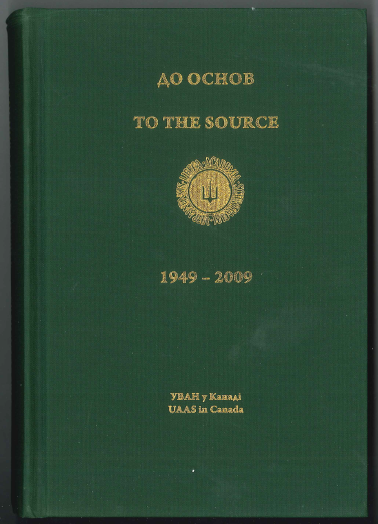 ДО ОСНОВ
TO THE SOURCE
1949 – 2009
УВАН у Канаді
UAAS in Canada